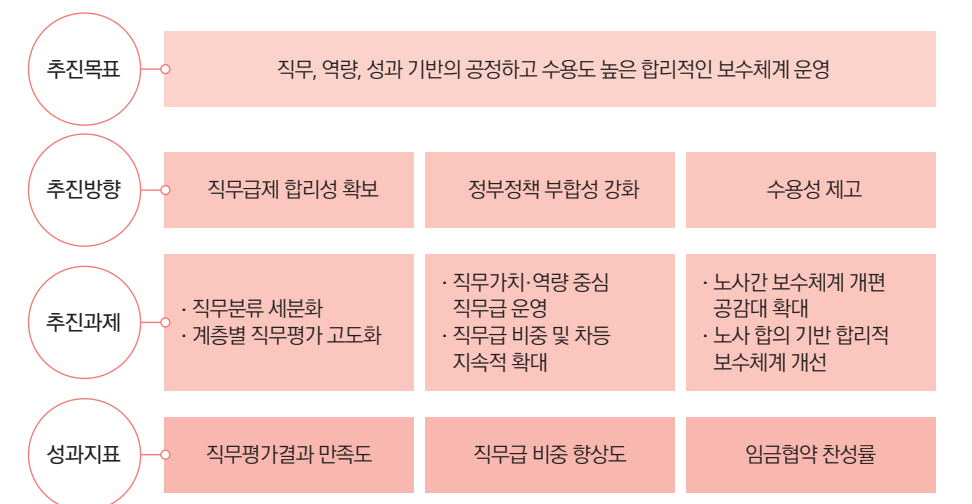 추진목표
직무, 역량, 성과 기반의 공정하고 수용도 높은 합리적인 보수체계 운영
추진방향
직무급제 합리성 확보
정부정책 부합성 강화
수용성 제고
추진과제
· 직무분류 세분화
· 계층별 직무평가 고도화
· 직무가치·역량 중심
직무급 운영
· 직무급 비중 및 차등
지속적 확대
· 노사간 보수체계 개편
공감대 확대
· 노사 합의 기반 합리적
보수체계 개선
성과지표
직무평가결과 만족도
직무급 비중 향상도
임금협약 찬성률